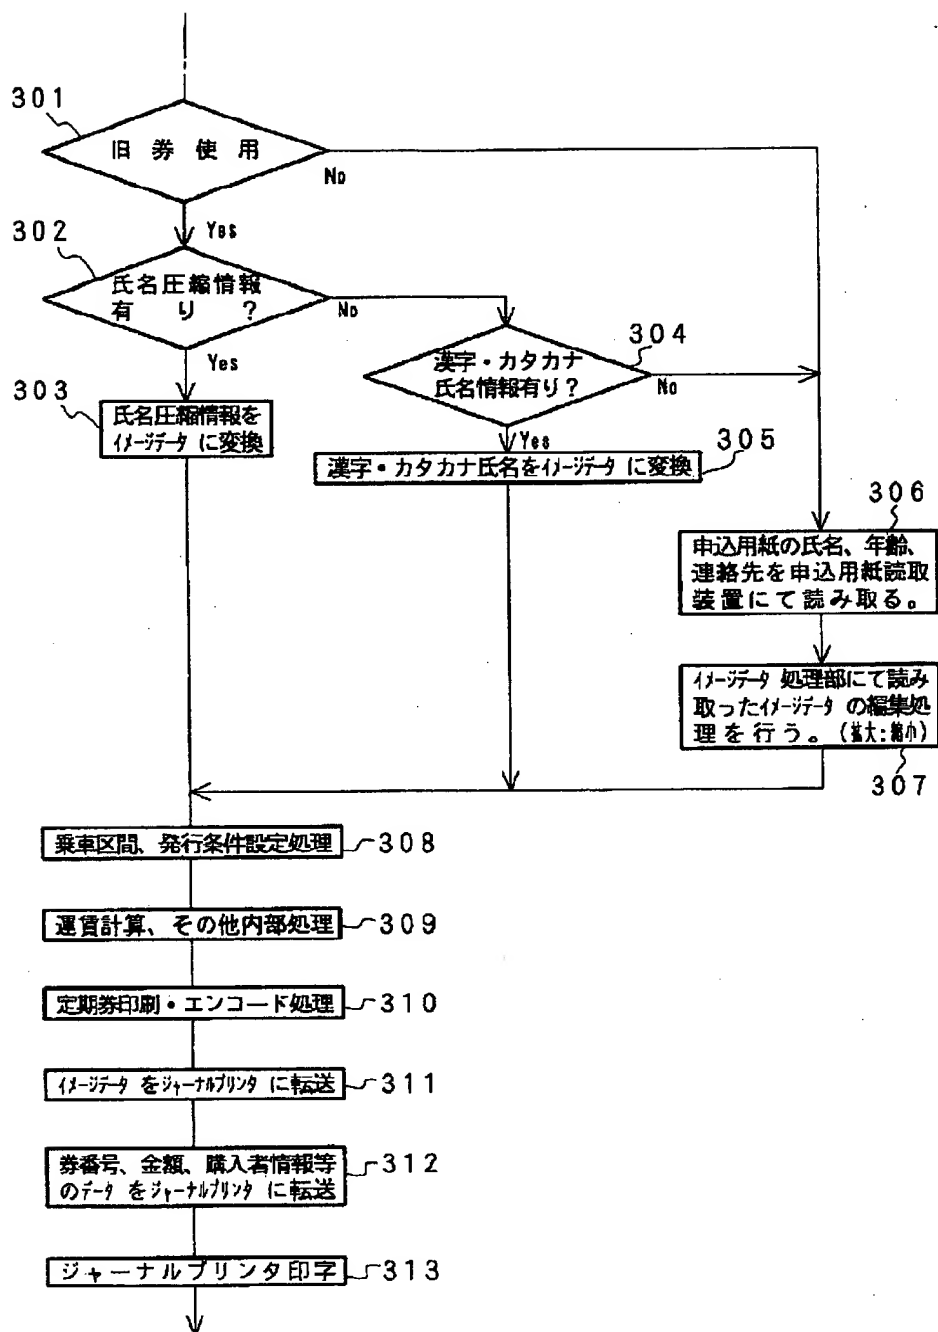 301
旧券使用
No
Yes
302
氏名圧縮情報
有り?
No
Yes
304
漢字・カタカナ
氏名情報有り?
No
Yes
303
氏名圧縮情報を
イメージデータに変換
305
漢字・カタカナ氏名をイメージデータに変換
306
申込用紙の氏名、年齢、
連絡先を申込用紙読取
装置にて読み取る。
イメージデータ処理部にて読み
取ったイメージデータの編集処
理を行う。(拡大:縮小)
307
乗車区間、発行条件設定処理
308
運賃計算、その他内部処理
309
定期券印刷・エンコード処理
310
イメージデータをジャーナルプリンタに転送
311
券番号、金額、購入者情報等
のデータをジャーナルプリンタに転送
312
ジャーナルプリンタ印字
313